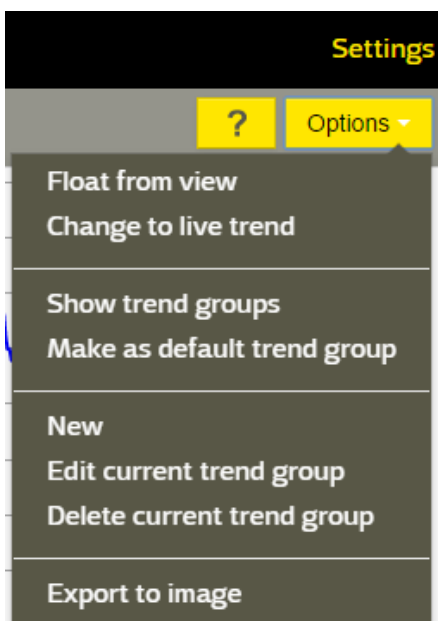 Settings
?
Options
Float from view
Change to live trend
Show trend groups
Make as default trend group
New
Edit current trend group
Delete current trend group
Export to image